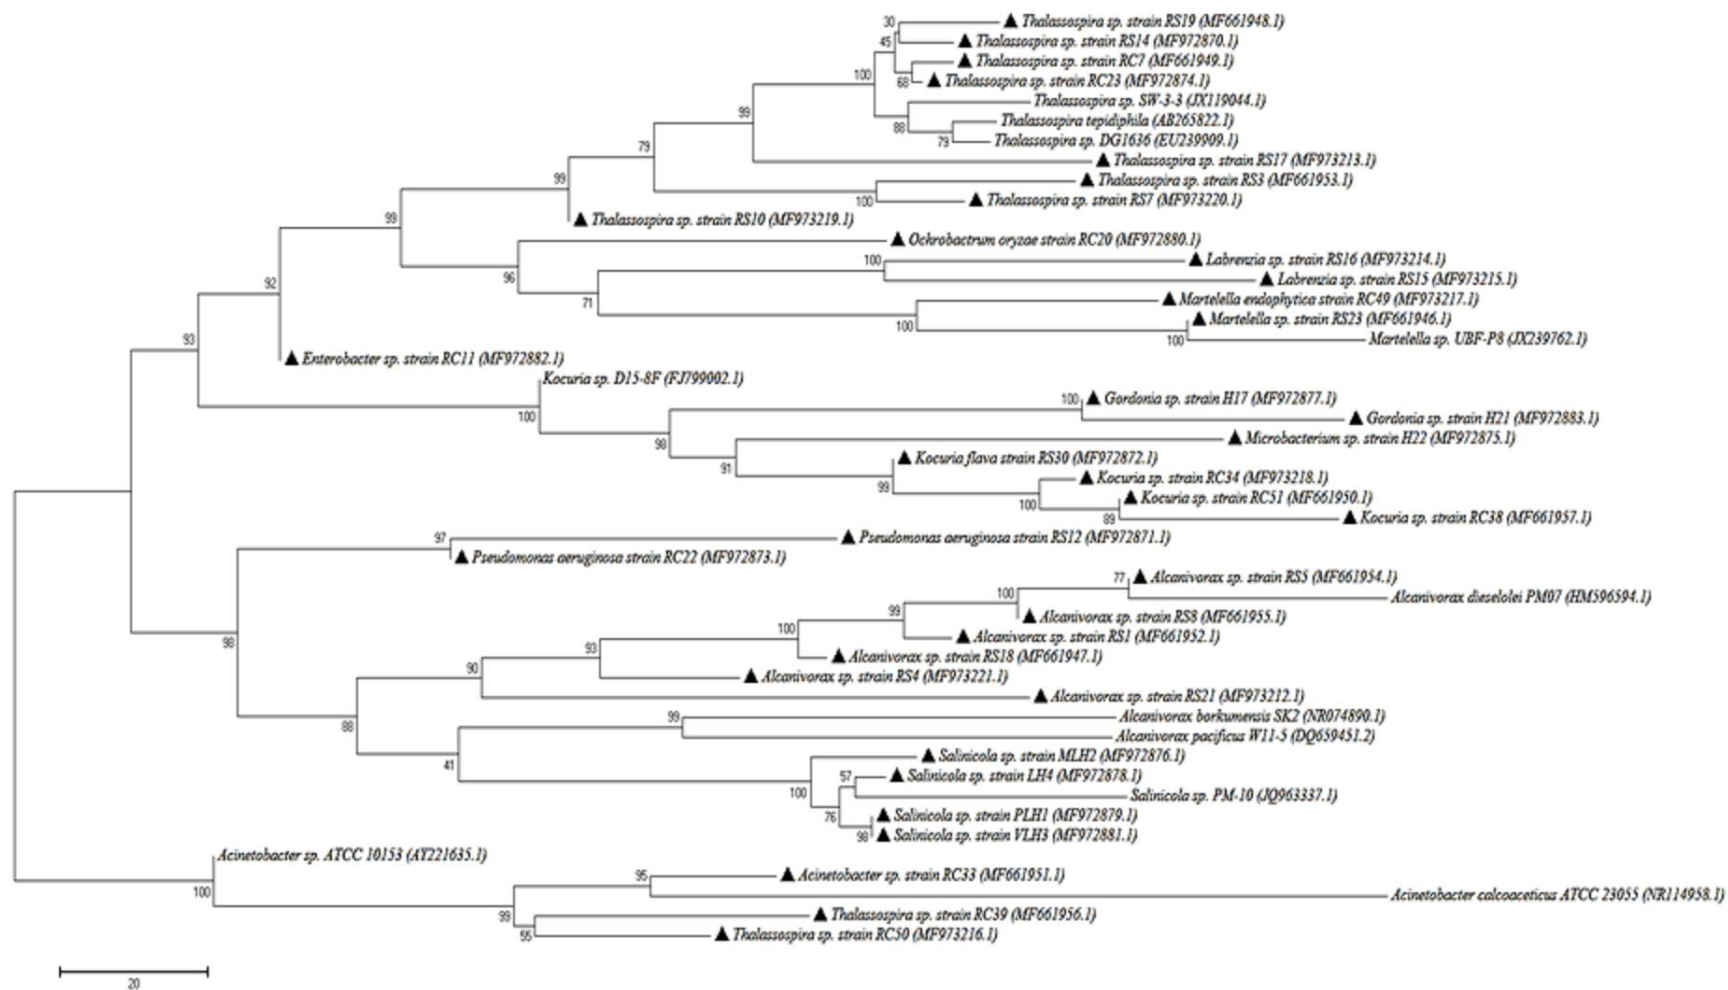 30
▲ Thalassospira sp. strain RS19 (MF661948.1)
45
▲ Thalassospira sp. strain RS14 (MF972870.1)
▲ Thalassospira sp. strain RC7 (MF661949.1)
100
68
▲ Thalassospira sp. strain RC23 (MF972874.1)
Thalassospira sp. SW-3-3 (JX119044.1)
99
Thalassospira tepidiphila (AB265822.1)
88
79
Thalassospira sp. DG1636 (EU239909.1)
79
▲ Thalassospira sp. strain RS17 (MF973213.1)
99
▲ Thalassospira sp. strain RS3 (MF661953.1)
100
▲ Thalassospira sp. strain RS7 (MF973220.1)
99
▲ Thalassospira sp. strain RS10 (MF973219.1)
▲ Ochrobactrum oryzae strain RC20 (MF972880.1)
100
▲ Labrenzia sp. strain RS16 (MF973214.1)
96
▲ Labrenzia sp. strain RS15 (MF973215.1)
92
71
▲ Martelella endophytica strain RC49 (MF973217.1)
100
▲ Martelella sp. strain RS23 (MF661946.1)
93
100
Martelella sp. UBF-P8 (JX239762.1)
▲ Enterobacter sp. strain RC11 (MF972882.1)
Kocuria sp. D15-8F (FJ799002.1)
100
▲ Gordonia sp. strain H17 (MF972877.1)
100
▲ Gordonia sp. strain H21 (MF972883.1)
98
▲ Microbacterium sp. strain H22 (MF972875.1)
91
▲ Kocuria flava strain RS30 (MF972872.1)
99
▲ Kocuria sp. strain RC34 (MF973218.1)
100
▲ Kocuria sp. strain RC51 (MF661950.1)
89
▲ Kocuria sp. strain RC38 (MF661957.1)
97
▲ Pseudomonas aeruginosa strain RS12 (MF972871.1)
▲ Pseudomonas aeruginosa strain RC22 (MF972873.1)
77
▲ Alcanivorax sp. strain RS5 (MF661954.1)
100
Alcanivorax dieselolei PM07 (HM596594.1)
99
▲ Alcanivorax sp. strain RS8 (MF661955.1)
100
▲ Alcanivorax sp. strain RS1 (MF661952.1)
98
93
▲ Alcanivorax sp. strain RS18 (MF661947.1)
90
▲ Alcanivorax sp. strain RS4 (MF973221.1)
▲ Alcanivorax sp. strain RS21 (MF973212.1)
88
99
Alcanivorax borkumensis SK2 (NR074890.1)
Alcanivorax pacificus W11-5 (DQ659451.2)
41
▲ Salinicola sp. strain MLH2 (MF972876.1)
57
▲ Salinicola sp. strain LH4 (MF972878.1)
100
Salinicola sp. PM-10 (JQ963337.1)
76
▲ Salinicola sp. strain PLH1 (MF972879.1)
98
▲ Salinicola sp. strain VLH3 (MF972881.1)
Acinetobacter sp. ATCC 10153 (AY221635.1)
100
95
▲ Acinetobacter sp. strain RC33 (MF661951.1)
Acinetobacter calcoaceticus ATCC 23055 (NR114958.1)
99
▲ Thalassospira sp. strain RC39 (MF661956.1)
55
▲ Thalassospira sp. strain RC50 (MF973216.1)
20